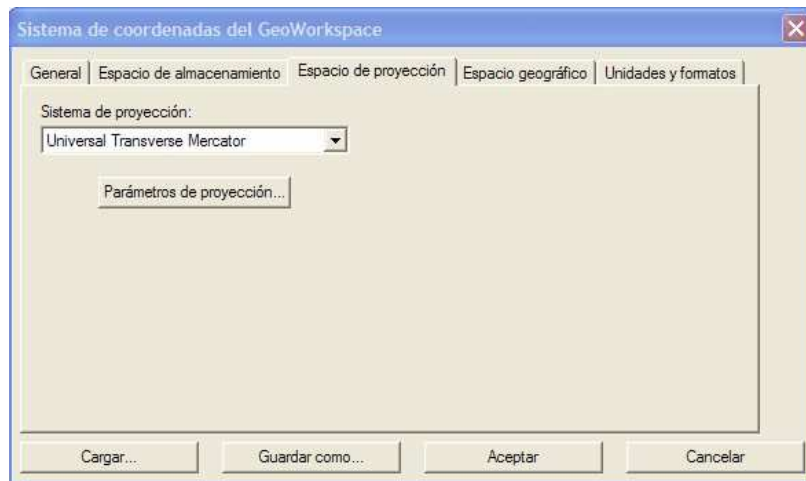 Sistema de coordenadas del GeoWorkspace
General Espacio de almacenamiento Espacio de proyección Espacio geográfico Unidades y formatos
Sistema de proyección:
Universal Transverse Mercator
Parámetros de proyección...
Cargar... Guardar como... Aceptar Cancelar